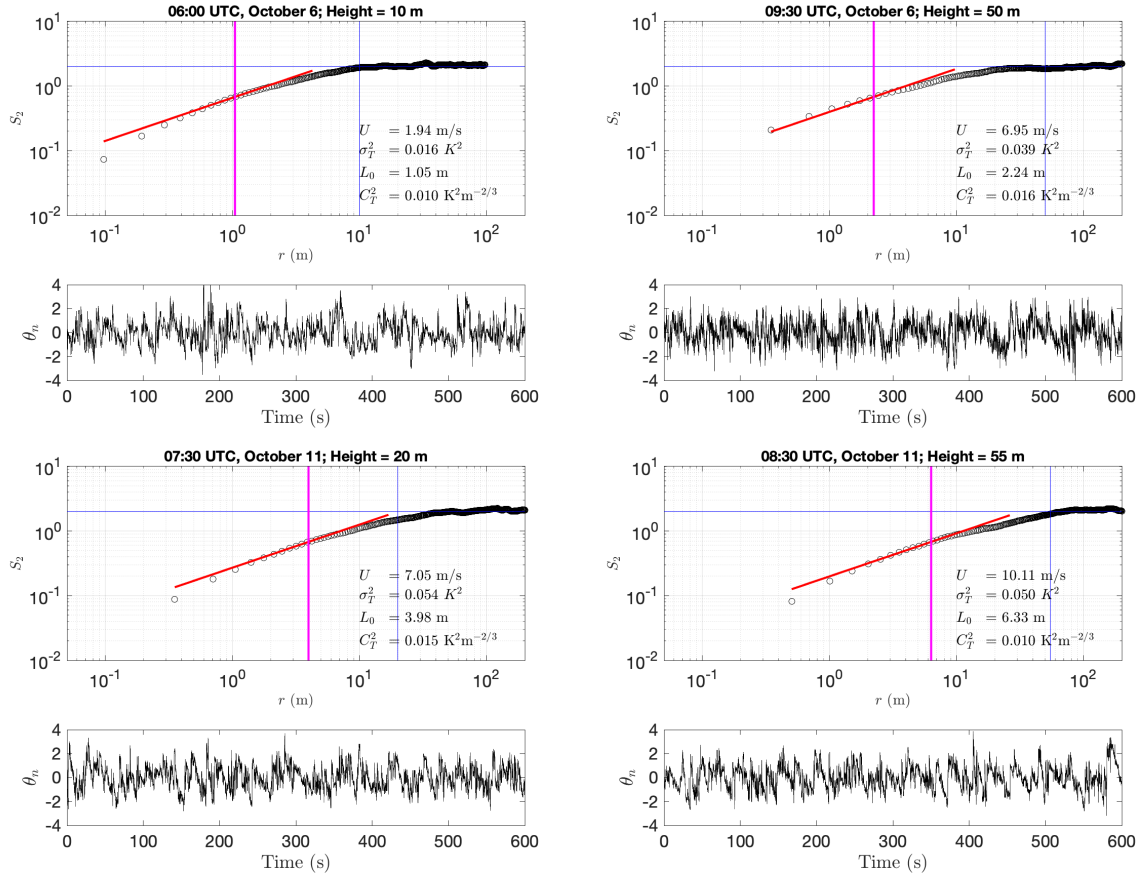 06:00 UTC, October 6; Height = 10 m
10^1
10^0
10^-1
10^-2
S_2
U = 1.94 m/s
σ_T^2 = 0.016 K^2
L_0 = 1.05 m
C_T^2 = 0.010 K^2m^-2/3
10^-1 10^0 10^1 10^2
r (m)
4
2
0
-2
-4
θ_n
0 100 200 300 400 500 600
Time (s)
09:30 UTC, October 6; Height = 50 m
10^1
10^0
10^-1
10^-2
S_2
U = 6.95 m/s
σ_T^2 = 0.039 K^2
L_0 = 2.24 m
C_T^2 = 0.016 K^2m^-2/3
10^-1 10^0 10^1 10^2
r (m)
4
2
0
-2
-4
θ_n
0 100 200 300 400 500 600
Time (s)
07:30 UTC, October 11; Height = 20 m
10^1
10^0
10^-1
10^-2
S_2
U = 7.05 m/s
σ_T^2 = 0.054 K^2
L_0 = 3.98 m
C_T^2 = 0.015 K^2m^-2/3
10^-1 10^0 10^1 10^2
r (m)
4
2
0
-2
-4
θ_n
0 100 200 300 400 500 600
Time (s)
08:30 UTC, October 11; Height = 55 m
10^1
10^0
10^-1
10^-2
S_2
U = 10.11 m/s
σ_T^2 = 0.050 K^2
L_0 = 6.33 m
C_T^2 = 0.010 K^2m^-2/3
10^-1 10^0 10^1 10^2
r (m)
4
2
0
-2
-4
θ_n
0 100 200 300 400 500 600
Time (s)